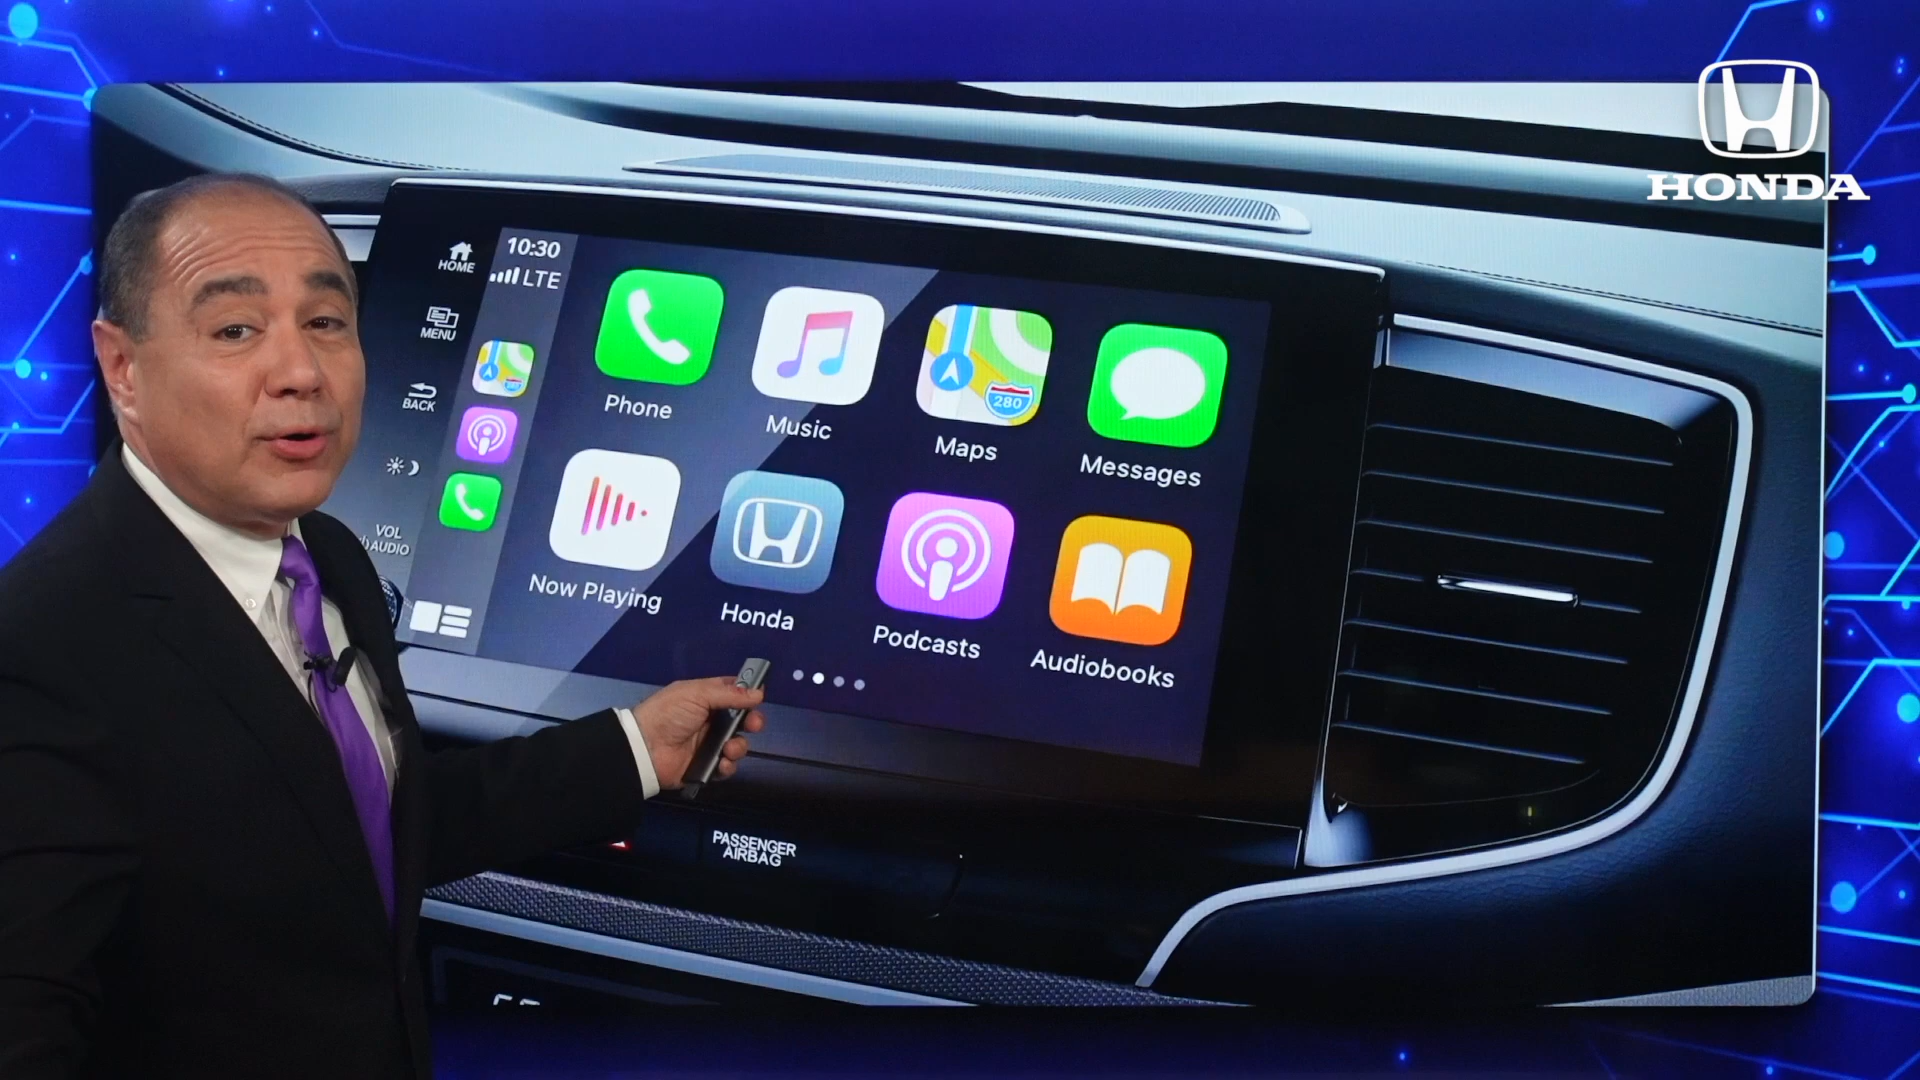 HONDA
HOME
10:30
LTE
MENU
BACK
VOL
AUDIO
280
Phone
Music
Maps
Messages
Now Playing
Honda
Podcasts
Audiobooks
PASSENGER
AIRBAG